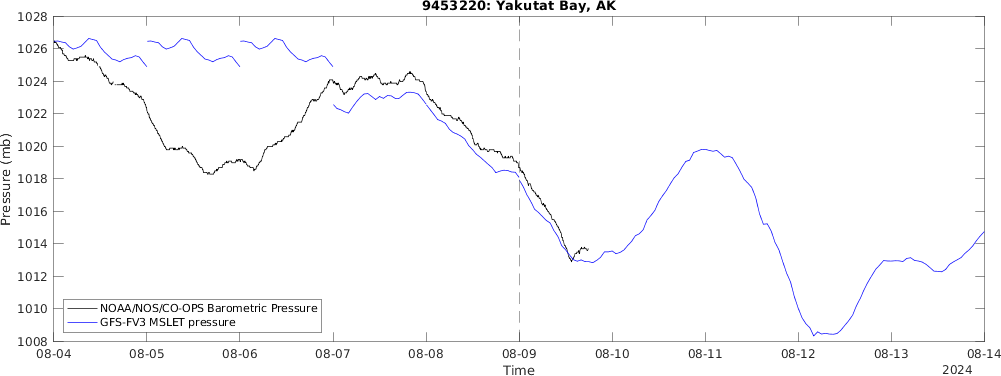 9453220: Yakutat Bay, AK
Pressure (mb)
1028
1026
1024
1022
1020
1018
1016
1014
1012
1010
1008
NOAA/NOS/CO-OPS Barometric Pressure
GFS-FV3 MSLET pressure
08-04 08-05 08-06 08-07 08-08 08-09 08-10 08-11 08-12 08-13 08-14
Time
2024